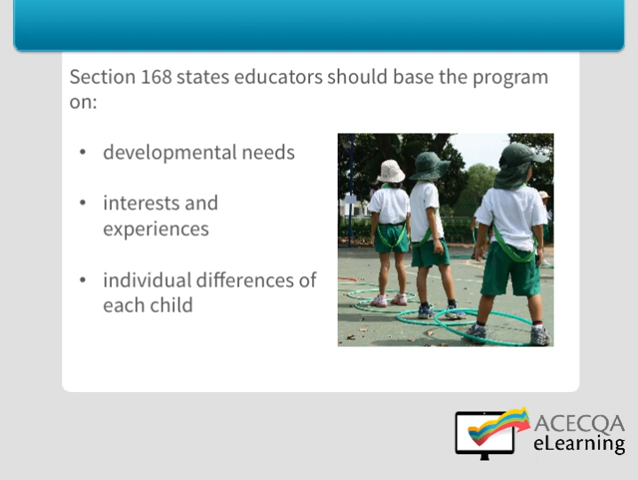 Section 168 states educators should base the program
on:
• developmental needs
• interests and
experiences
• individual differences of
each child
ACECQA
eLearning